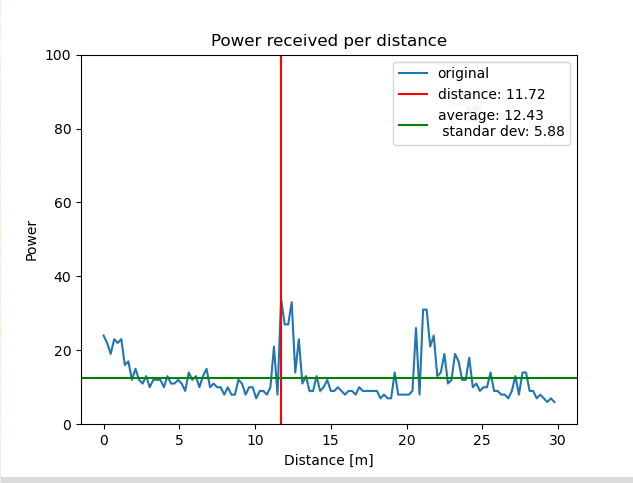 Power received per distance
100
80
60
40
20
0
Power
original
distance: 11.72
average: 12.43
standar dev: 5.88
0 5 10 15 20 25 30
Distance [m]